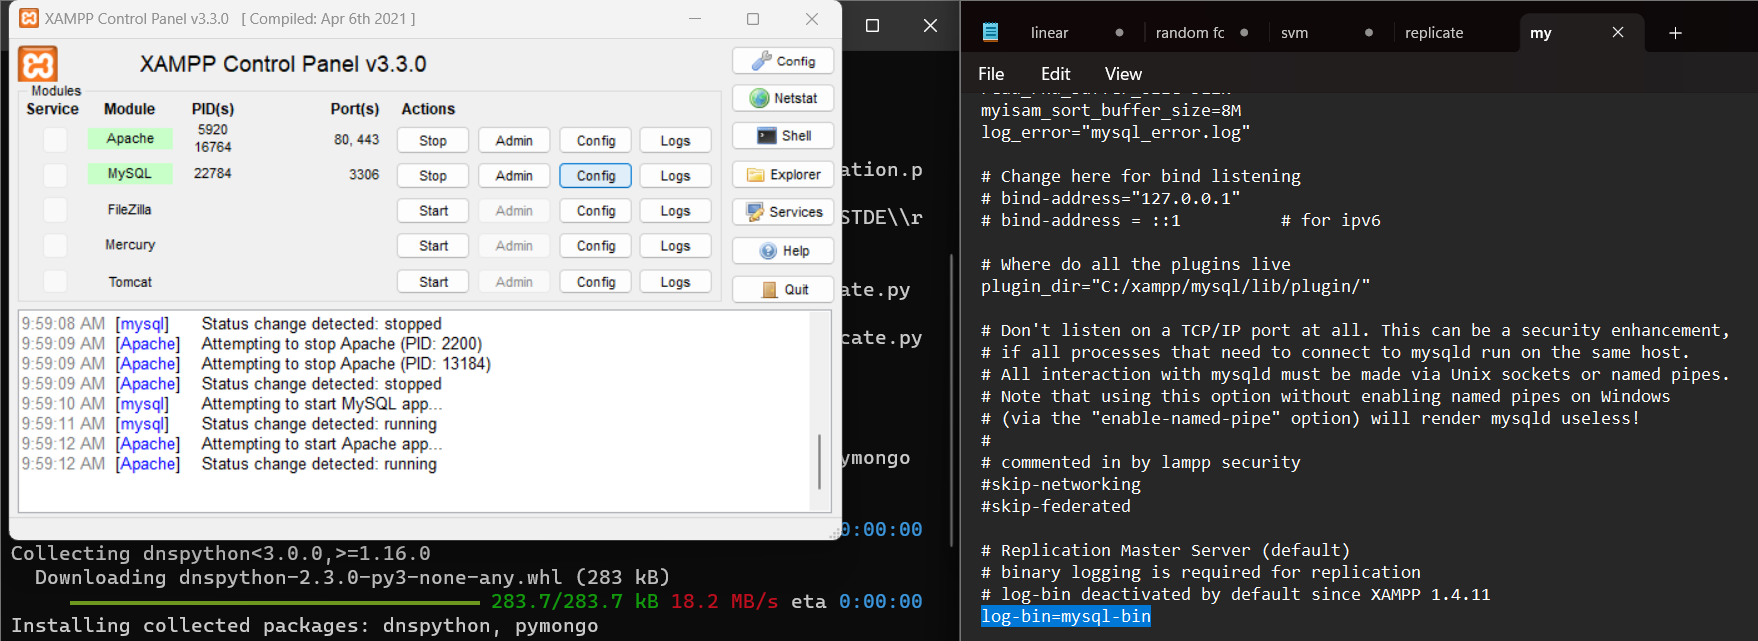 XAMPP Control Panel v3.3.0 [ Compiled: Apr 6th 2021 ]
XAMPP Control Panel v3.3.0
Modules
Service Module PID(s) Port(s) Actions
Apache 5920 16764 80, 443 Stop Admin Config Logs
MySQL 22784 3306 Stop Admin Config Logs
FileZilla Start Admin Config Logs
Mercury Start Admin Config Logs
Tomcat Start Admin Config Logs
Config
Netstat
Shell
Explorer
Services
Help
Quit
9:59:08 AM [mysql] Status change detected: stopped
9:59:09 AM [Apache] Attempting to stop Apache (PID: 2200)
9:59:09 AM [Apache] Attempting to stop Apache (PID: 13184)
9:59:09 AM [Apache] Status change detected: stopped
9:59:10 AM [mysql] Attempting to start MySQL app...
9:59:11 AM [mysql] Status change detected: running
9:59:12 AM [Apache] Attempting to start Apache app...
9:59:12 AM [Apache] Status change detected: running
ation.p
STDE\\r
ate.py
cate.py
ymongo
0:00:00
Collecting dnspython<3.0.0,>=1.16.0
Downloading dnspython-2.3.0-py3-none-any.whl (283 kB)
283.7/283.7 kB 18.2 MB/s eta 0:00:00
Installing collected packages: dnspython, pymongo
linear random fc svm replicate my
File Edit View
myisam_sort_buffer_size=8M
log_error="mysql_error.log"
# Change here for bind listening
# bind-address="127.0.0.1"
# bind-address = ::1 # for ipv6
# Where do all the plugins live
plugin_dir="C:/xampp/mysql/lib/plugin/"
# Don't listen on a TCP/IP port at all. This can be a security enhancement,
# if all processes that need to connect to mysqld run on the same host.
# All interaction with mysqld must be made via Unix sockets or named pipes.
# Note that using this option without enabling named pipes on Windows
# (via the "enable-named-pipe" option) will render mysqld useless!
#
# commented in by lampp security
#skip-networking
#skip-federated
# Replication Master Server (default)
# binary logging is required for replication
# log-bin deactivated by default since XAMPP 1.4.11
log-bin=mysql-bin